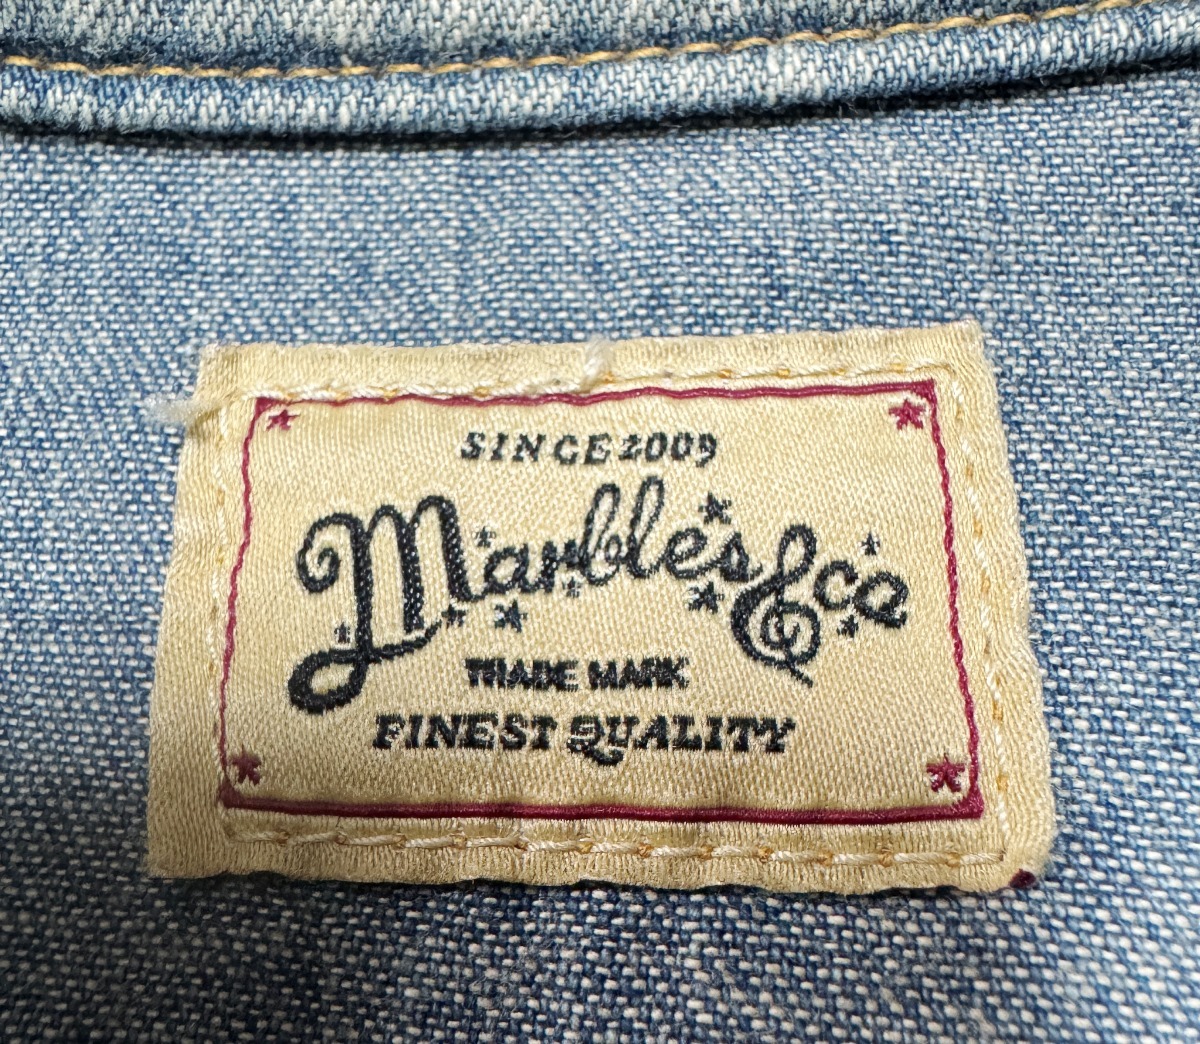 SINCE 2009
Marbles & co
TRADE MARK
FINEST QUALITY